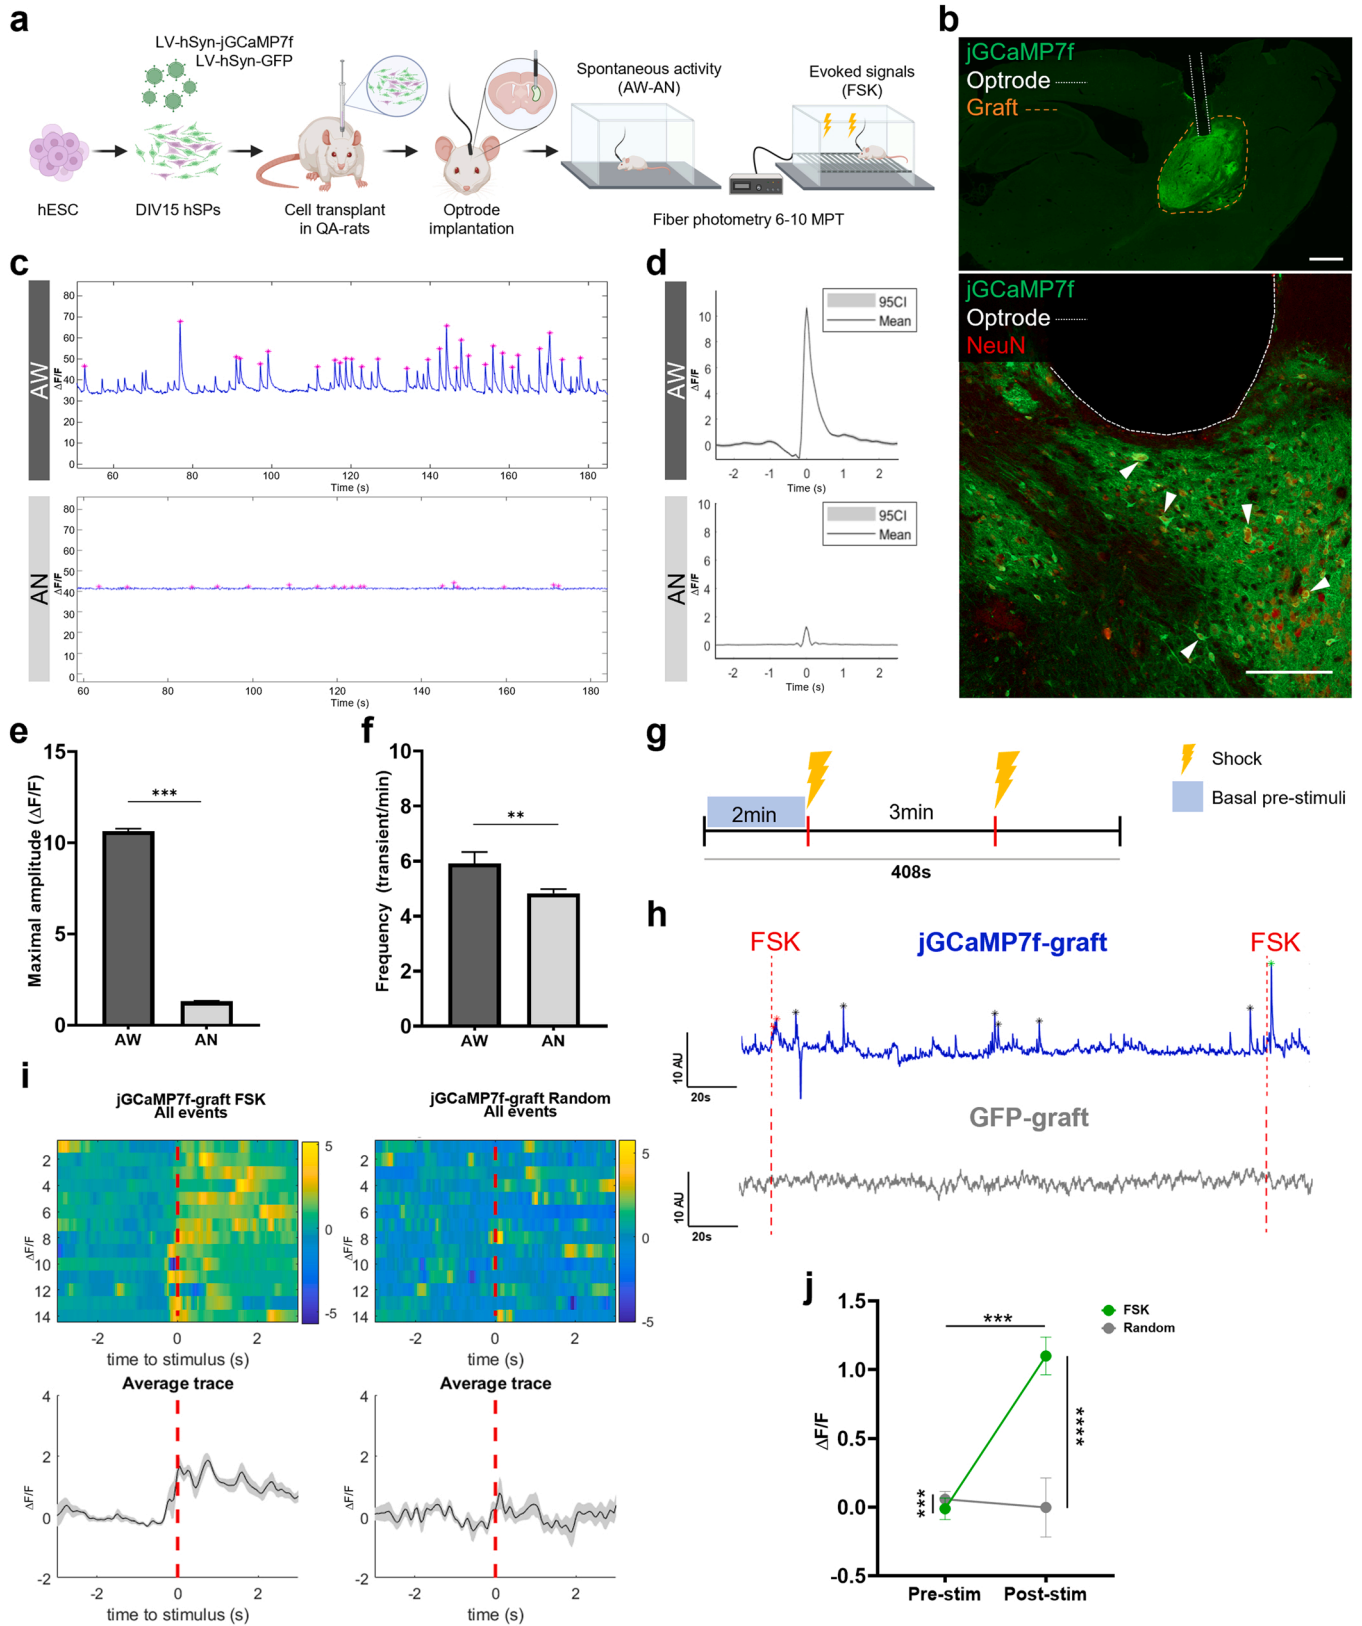 a
LV-hSyn-jGCaMP7f
LV-hSyn-GFP
hESC
DIV15 hSPs
Cell transplant
in QA-rats
Optrode
implantation
Spontaneous activity
(AW-AN)
Evoked signals
(FSK)
Fiber photometry 6-10 MPT
b
jGCaMP7f
Optrode
Graft
jGCaMP7f
Optrode
NeuN
c
AW
ΔF/F
80
70
60
50
40
30
20
10
0
60
80
100
120
140
160
180
Time (s)
AN
ΔF/F
80
70
60
50
40
30
20
10
0
60
80
100
120
140
160
180
Time (s)
d
AW
ΔF/F
10
8
6
4
2
0
95CI
Mean
-2
-1
0
1
2
Time (s)
AN
ΔF/F
10
8
6
4
2
0
95CI
Mean
-2
-1
0
1
2
Time (s)
e
Maximal amplitude (ΔF/F)
15
10
5
0
***
AW
AN
f
Frequency (transient/min)
10
8
6
4
2
0
**
AW
AN
g
2min
3min
408s
Shock
Basal pre-stimuli
h
FSK
jGCaMP7f-graft
FSK
10 AU
20s
GFP-graft
10 AU
20s
i
jGCaMP7f-graft FSK
All events
ΔF/F
2
4
6
8
10
12
14
5
0
-5
-2
0
2
time to stimulus (s)
jGCaMP7f-graft Random
All events
ΔF/F
2
4
6
8
10
12
14
5
0
-5
-2
0
2
time (s)
Average trace
ΔF/F
4
2
0
-2
-2
0
2
time to stimulus (s)
Average trace
ΔF/F
4
2
0
-2
-2
0
2
time (s)
j
ΔF/F
1.5
1.0
0.5
0.0
-0.5
***
***
****
FSK
Random
Pre-stim
Post-stim